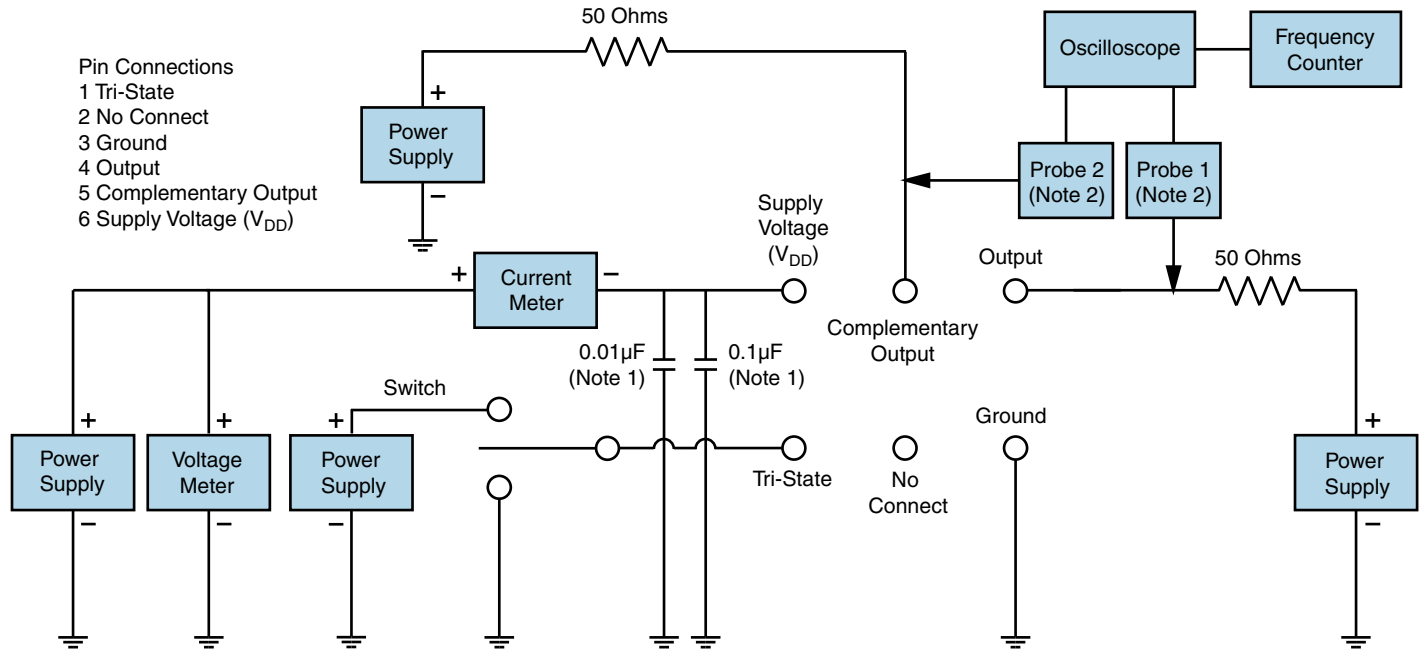 50 Ohms
Oscilloscope
Frequency
Counter
Pin Connections
1 Tri-State
2 No Connect
3 Ground
4 Output
5 Complementary Output
6 Supply Voltage (VDD)
+
Power
Supply
−
Probe 2
(Note 2)
Probe 1
(Note 2)
Supply
Voltage
(VDD)
Output
50 Ohms
+
Current
Meter
−
Complementary
Output
0.01µF
(Note 1)
0.1µF
(Note 1)
Switch
Ground
+
Power
Supply
−
+
Voltage
Meter
−
+
Power
Supply
−
Tri-State
No
Connect
+
Power
Supply
−